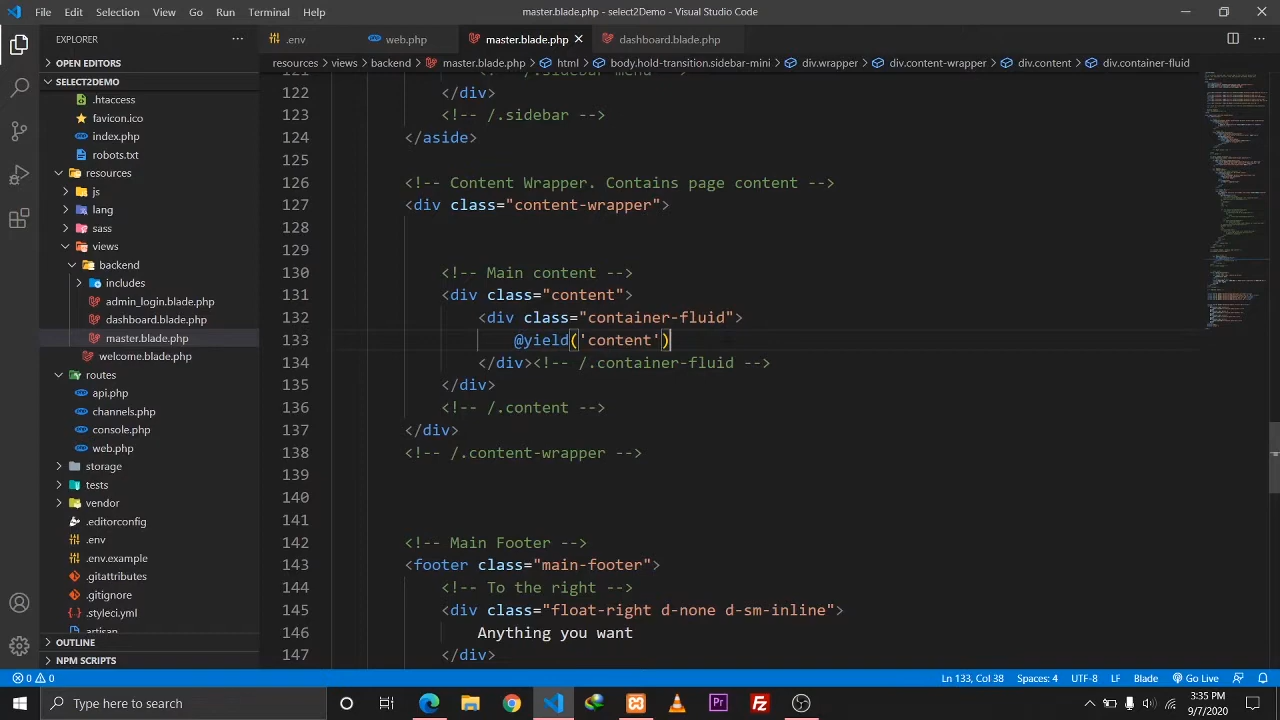 File Edit Selection View Go Run Terminal Help
master.blade.php - select2Demo - Visual Studio Code
EXPLORER
.env
web.php
master.blade.php
dashboard.blade.php
OPEN EDITORS
resources > views > backend > master.blade.php > html > body.hold-transition.sidebar-mini > div.wrapper > div.content-wrapper > div.content > div.container-fluid
SELECT2DEMO
.htaccess
favicon.ico
index.php
robots.txt
resources
js
lang
sass
views
backend
includes
admin_login.blade.php
dashboard.blade.php
master.blade.php
welcome.blade.php
routes
api.php
channels.php
console.php
web.php
storage
tests
vendor
.editorconfig
.env
.env.example
.gitattributes
.gitignore
.styleci.yml
artisan
OUTLINE
NPM SCRIPTS
121 <!-- /.sidebar-menu -->
122 </div>
123 <!-- /.sidebar -->
124 </aside>
125
126 <!-- Content Wrapper. Contains page content -->
127 <div class="content-wrapper">
128
129
130 <!-- Main content -->
131 <div class="content">
132 <div class="container-fluid">
133 @yield('content')
134 </div><!-- /.container-fluid -->
135 </div>
136 <!-- /.content -->
137 </div>
138 <!-- /.content-wrapper -->
139
140
141
142 <!-- Main Footer -->
143 <footer class="main-footer">
144 <!-- To the right -->
145 <div class="float-right d-none d-sm-inline">
146 Anything you want
147 </div>
0 0
Ln 133, Col 38
Spaces: 4
UTF-8
LF
Blade
Go Live
Type here to search
3:35 PM
9/7/2020